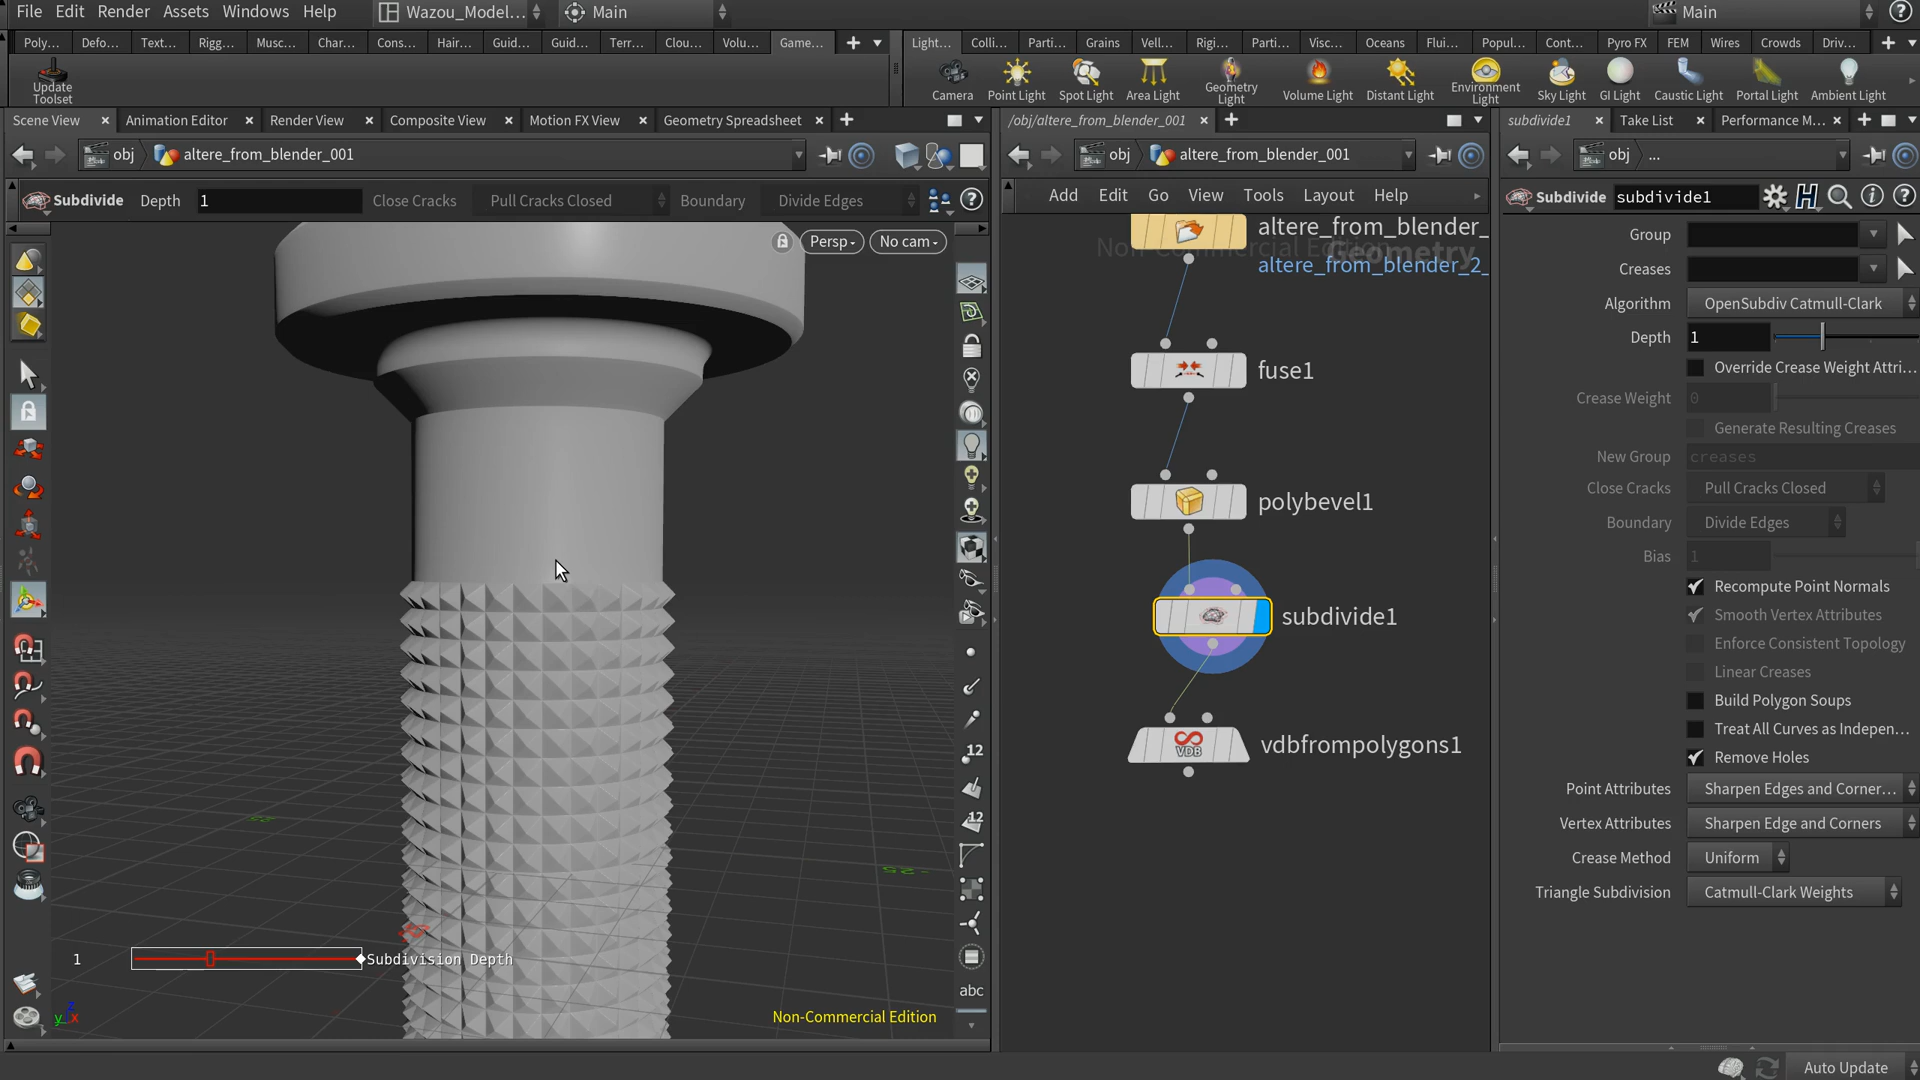 File Edit Render Assets Windows Help Wazou_Model... Main Main
Poly... Defo... Text... Rigg... Musc... Char... Cons... Hair... Guid... Guid... Terr... Clou... Volu... Game... Light... Colli... Parti... Grains Vell... Rigi... Parti... Visc... Oceans Flui... Popul... Cont... Pyro FX FEM Wires Crowds Driv...
Update Toolset
Camera Point Light Spot Light Area Light Geometry Light Volume Light Distant Light Environment Light Sky Light GI Light Caustic Light Portal Light Ambient Light
Scene View Animation Editor Render View Composite View Motion FX View Geometry Spreadsheet /obj/altere_from_blender_001 subdivide1 Take List Performance M...
obj altere_from_blender_001 obj altere_from_blender_001 obj ...
Subdivide Depth 1 Close Cracks Pull Cracks Closed Boundary Divide Edges
Add Edit Go View Tools Layout Help
Subdivide subdivide1
Persp No cam
altere_from_blender_
Non-Commercial Edition
Geometry
altere_from_blender_2_
fuse1
polybevel1
subdivide1
VDB
vdbfrompolygons1
Group
Creases
Algorithm OpenSubdiv Catmull-Clark
Depth 1
Override Crease Weight Attri...
Crease Weight 0
Generate Resulting Creases
New Group creases
Close Cracks Pull Cracks Closed
Boundary Divide Edges
Bias 1
Recompute Point Normals
Smooth Vertex Attributes
Enforce Consistent Topology
Linear Creases
Build Polygon Soups
Treat All Curves as Indepen...
Remove Holes
Point Attributes Sharpen Edges and Corner...
Vertex Attributes Sharpen Edge and Corners
Crease Method Uniform
Triangle Subdivision Catmull-Clark Weights
12
12
abc
-25
1 Subdivision Depth
z
y x
Non-Commercial Edition
Auto Update